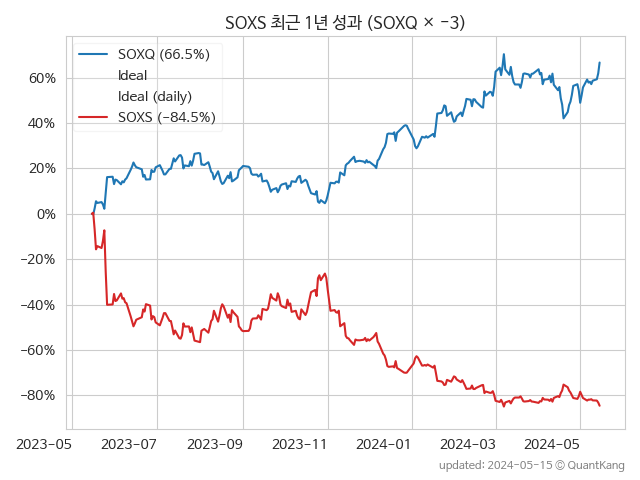 SOXS 최근 1년 성과 (SOXQ × −3)
SOXQ (66.5%)
Ideal
Ideal (daily)
SOXS (−84.5%)
60%
40%
20%
0%
−20%
−40%
−60%
−80%
2023-05
2023-07
2023-09
2023-11
2024-01
2024-03
2024-05
updated: 2024-05-15 © QuantKang